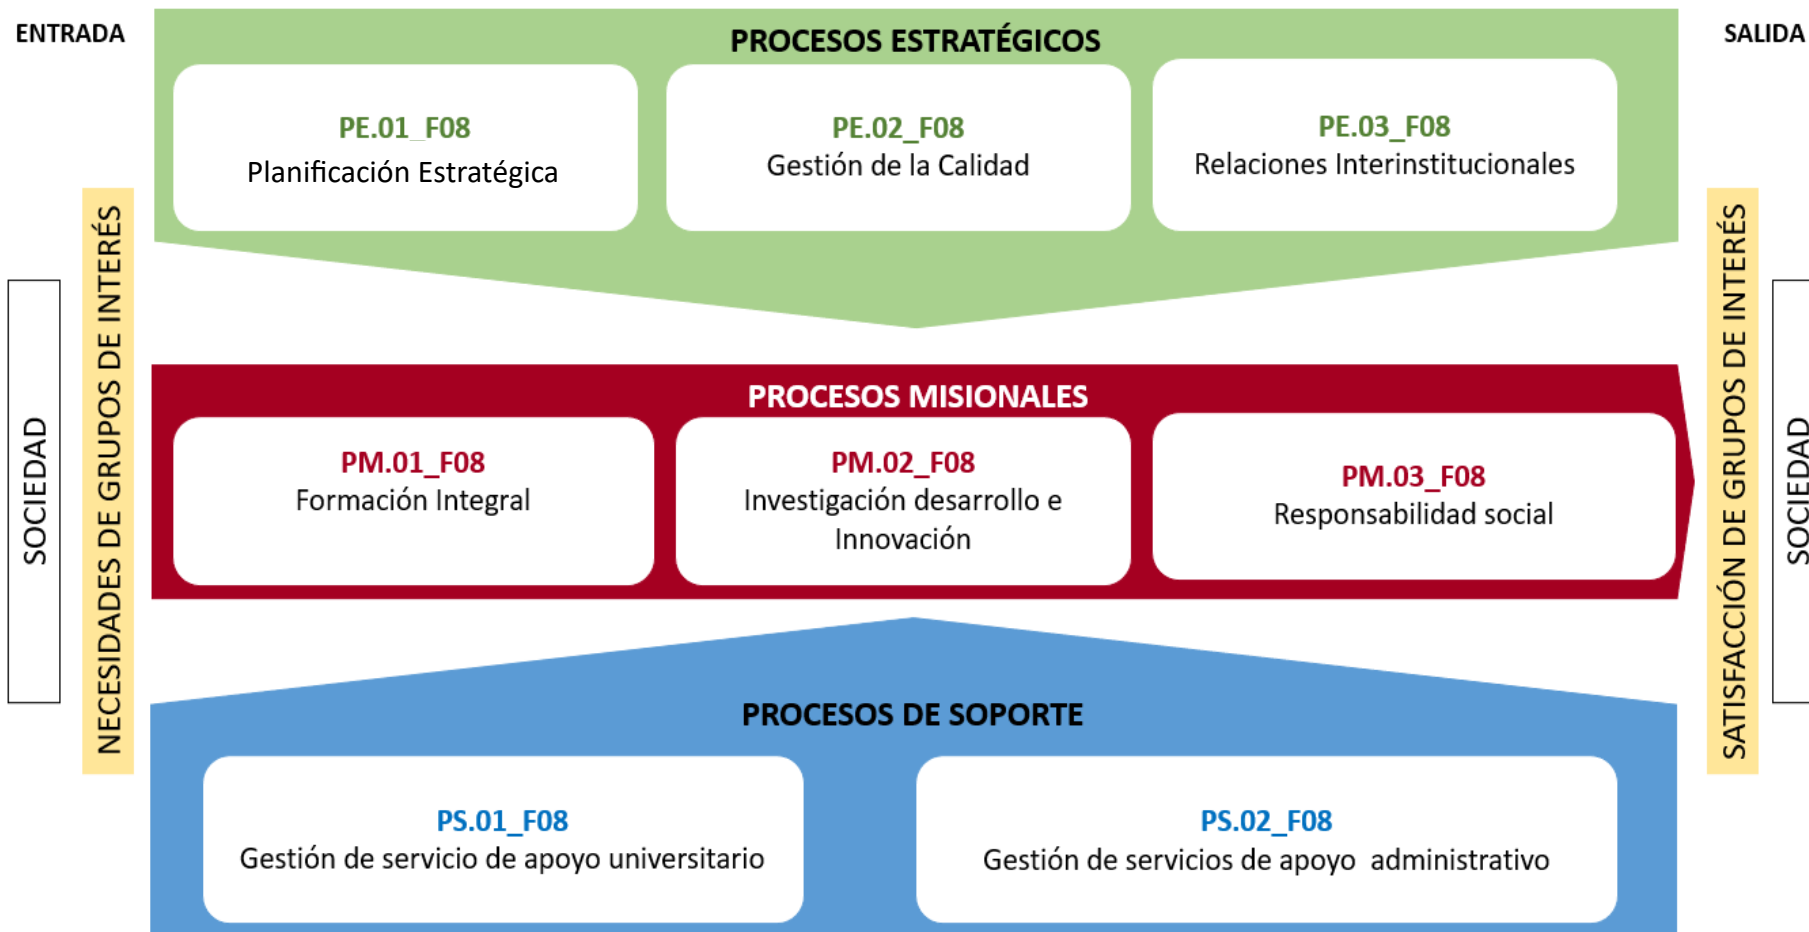 ENTRADA
PROCESOS ESTRATÉGICOS
SALIDA
PE.01_F08
Planificación Estratégica
PE.02_F08
Gestión de la Calidad
PE.03_F08
Relaciones Interinstitucionales
SOCIEDAD
NECESIDADES DE GRUPOS DE INTERÉS
PROCESOS MISIONALES
PM.01_F08
Formación Integral
PM.02_F08
Investigación desarrollo e
Innovación
PM.03_F08
Responsabilidad social
SATISFACCIÓN DE GRUPOS DE INTERÉS
SOCIEDAD
PROCESOS DE SOPORTE
PS.01_F08
Gestión de servicio de apoyo universitario
PS.02_F08
Gestión de servicios de apoyo  administrativo